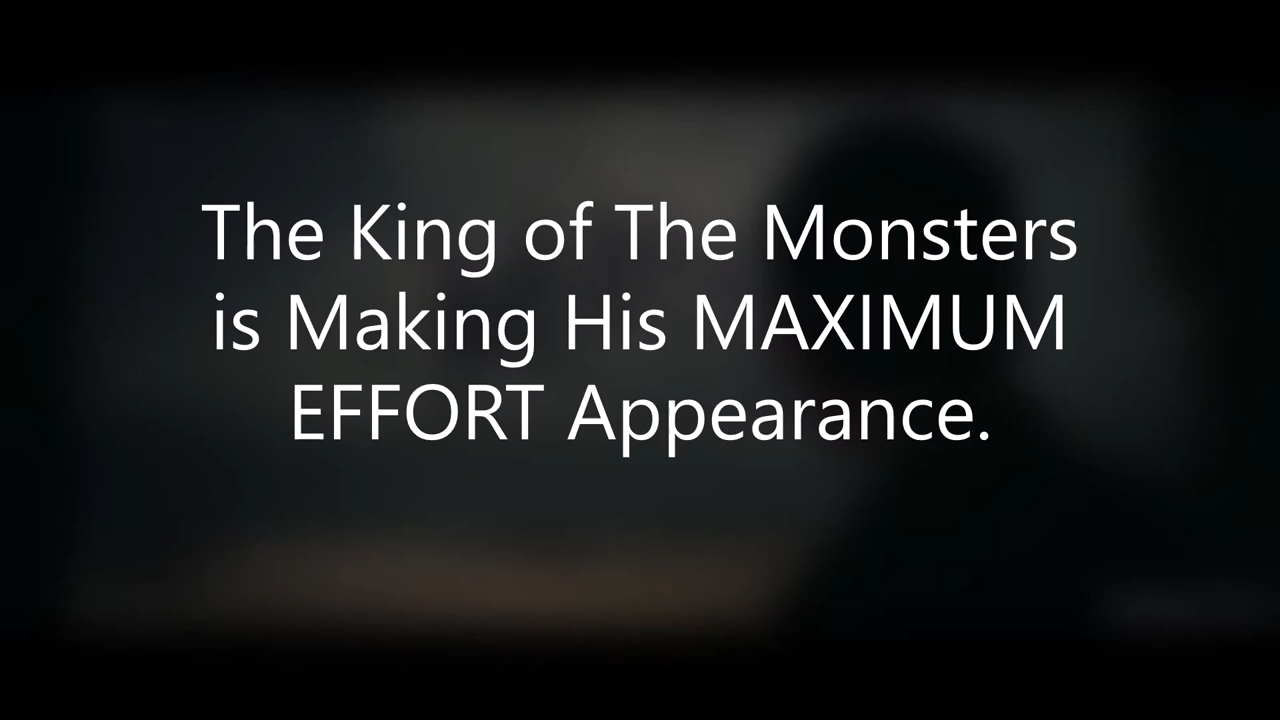 The King of The Monsters
is Making His MAXIMUM
EFFORT Appearance.